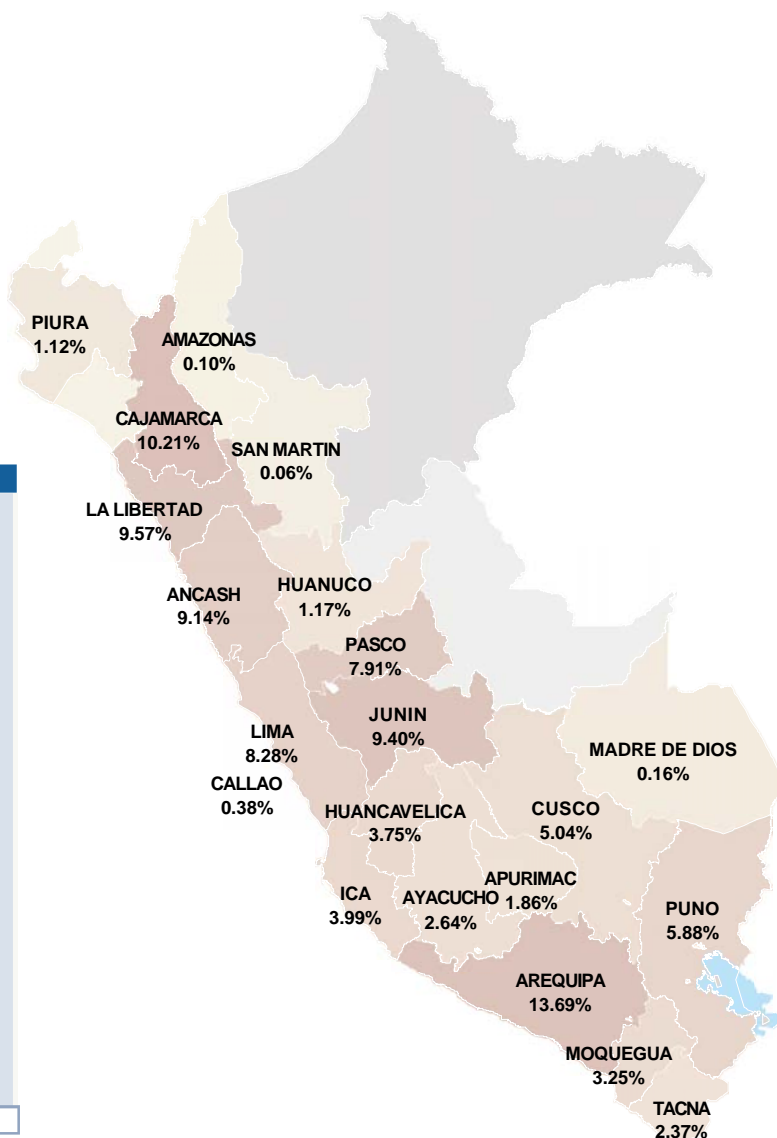 PIURA
1.12%
AMAZONAS
0.10%
CAJAMARCA
10.21%
SAN MARTIN
0.06%
LA LIBERTAD
9.57%
HUANUCO
1.17%
ANCASH
9.14%
PASCO
7.91%
JUNIN
9.40%
LIMA
8.28%
MADRE DE DIOS
0.16%
CALLAO
0.38%
HUANCAVELICA
3.75%
CUSCO
5.04%
APURIMAC
1.86%
ICA
3.99%
AYACUCHO
2.64%
PUNO
5.88%
AREQUIPA
13.69%
MOQUEGUA
3.25%
TACNA
2.37%